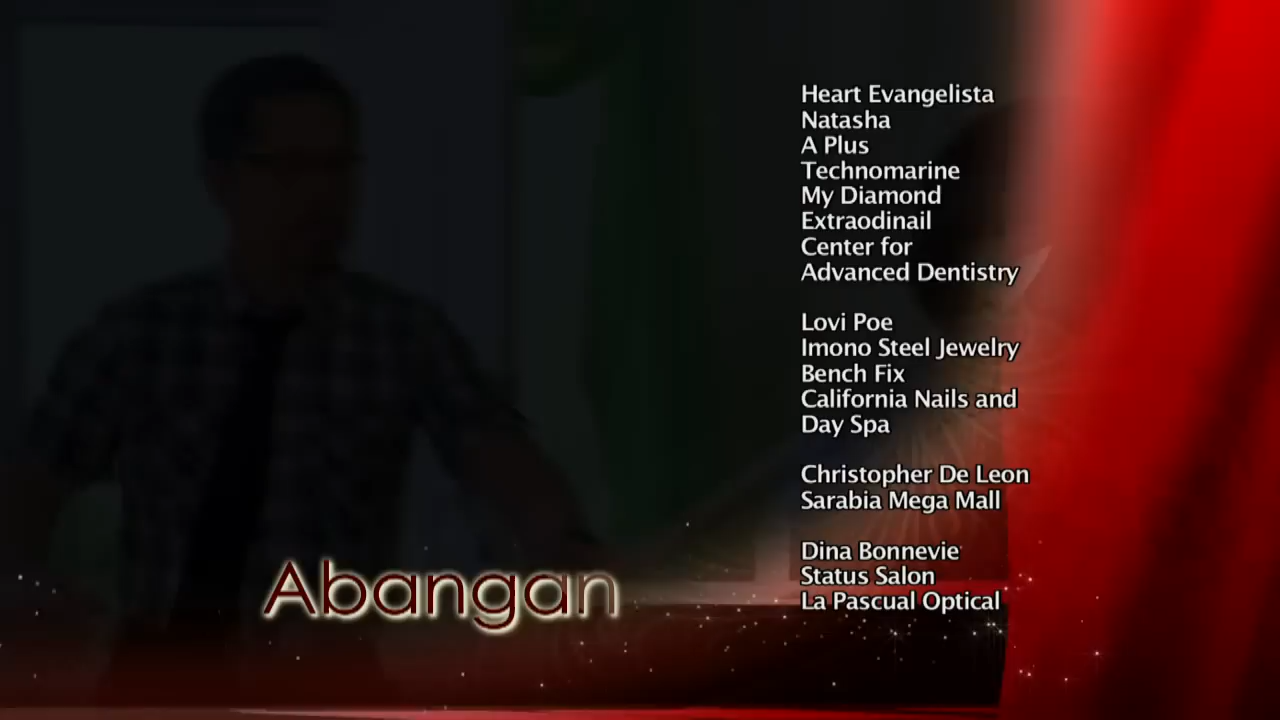 Heart Evangelista
Natasha
A Plus
Technomarine
My Diamond
Extraodinail
Center for
Advanced Dentistry
Lovi Poe
Imono Steel Jewelry
Bench Fix
California Nails and
Day Spa
Christopher De Leon
Sarabia Mega Mall
Dina Bonnevie
Status Salon
La Pascual Optical
Abangan